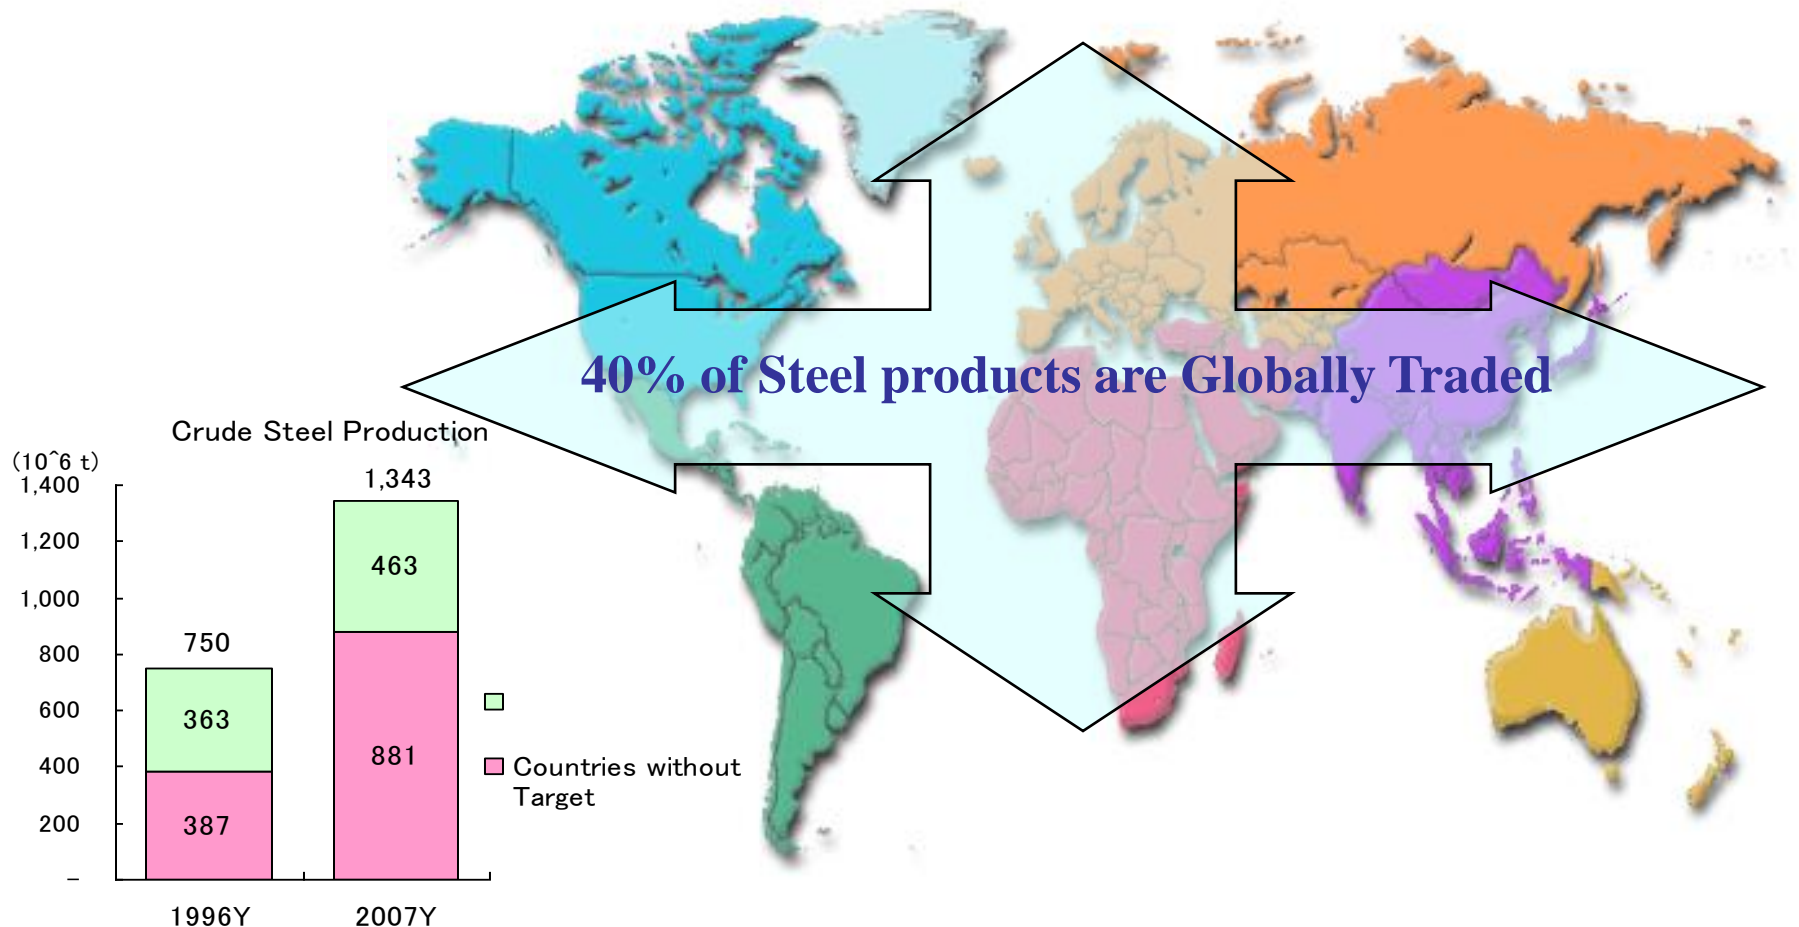 40% of Steel products are Globally Traded
Crude Steel Production
(10^6 t)
1,400
1,200
1,000
800
600
400
200
–
750
363
387
1,343
463
881
1996Y
2007Y
Countries without
Target